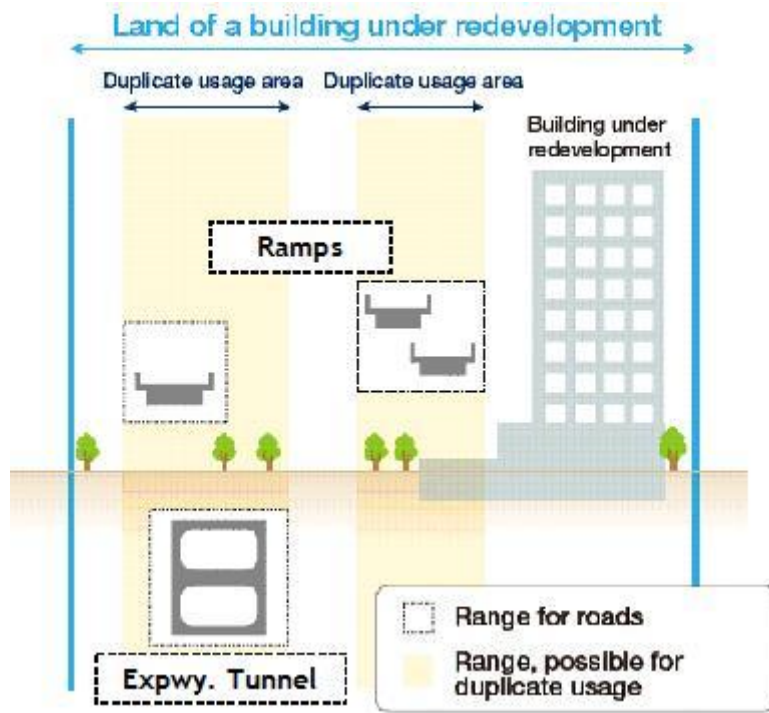 Land of a building under redevelopment
Duplicate usage area
Duplicate usage area
Building under
redevelopment
Ramps
Expwy. Tunnel
Range for roads
Range, possible for
duplicate usage